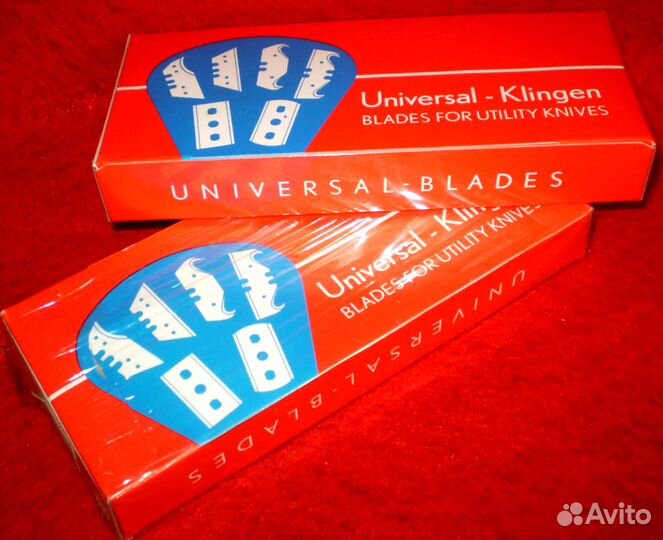 Universal - Klingen
BLADES FOR UTILITY KNIVES
UNIVERSAL-BLADES
Universal - Klingen
BLADES FOR UTILITY KNIVES
UNIVERSAL-BLADES
Avito